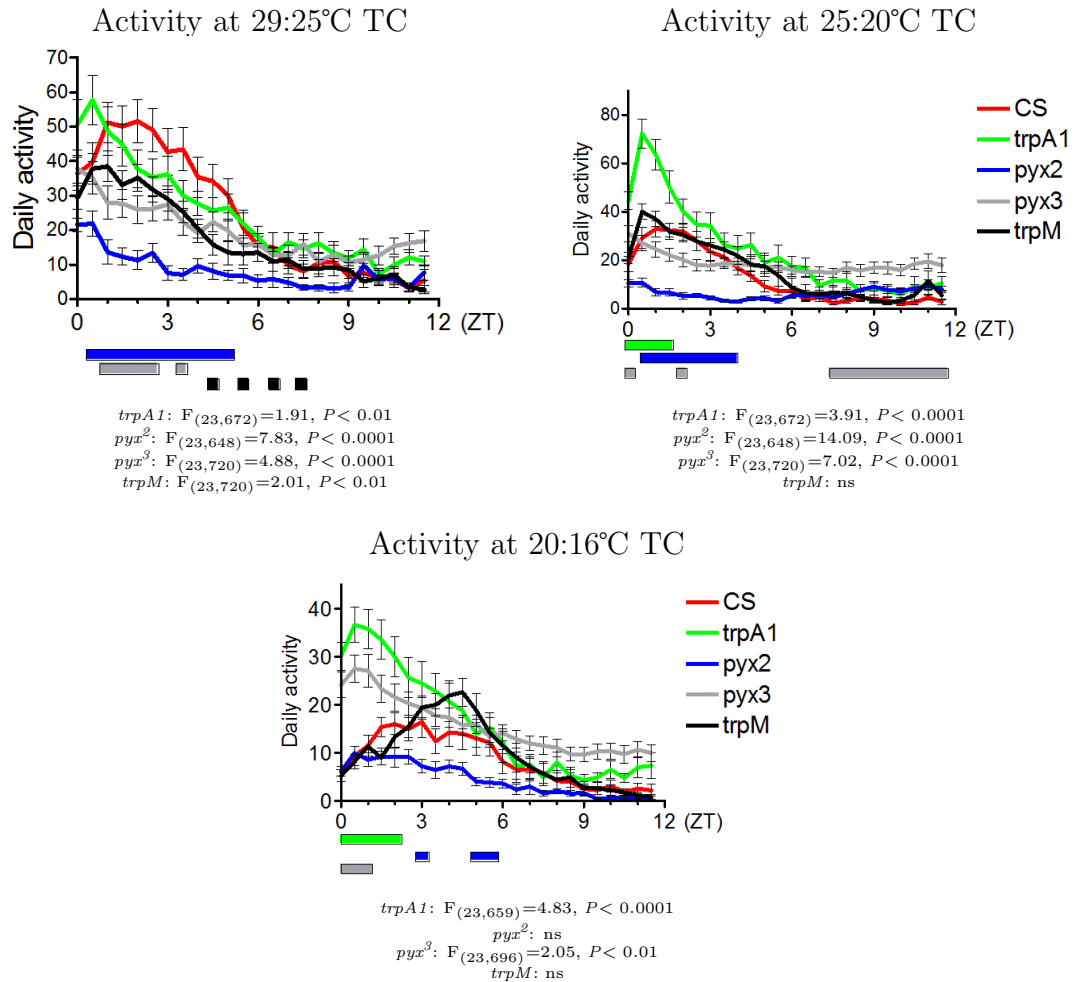 Activity at 29:25°C TC
Daily activity
70
60
50
40
30
20
10
0
0 3 6 9 12 (ZT)
trpA1: F(23,672)=1.91, P< 0.01
pyx2: F(23,648)=7.83, P< 0.0001
pyx3: F(23,720)=4.88, P< 0.0001
trpM: F(23,720)=2.01, P< 0.01
Activity at 25:20°C TC
Daily activity
80
60
40
20
0
0 3 6 9 12 (ZT)
CS
trpA1
pyx2
pyx3
trpM
trpA1: F(23,672)=3.91, P< 0.0001
pyx2: F(23,648)=14.09, P< 0.0001
pyx3: F(23,720)=7.02, P< 0.0001
trpM: ns
Activity at 20:16°C TC
Daily activity
40
30
20
10
0
0 3 6 9 12 (ZT)
CS
trpA1
pyx2
pyx3
trpM
trpA1: F(23,659)=4.83, P< 0.0001
pyx2: ns
pyx3: F(23,696)=2.05, P< 0.01
trpM: ns